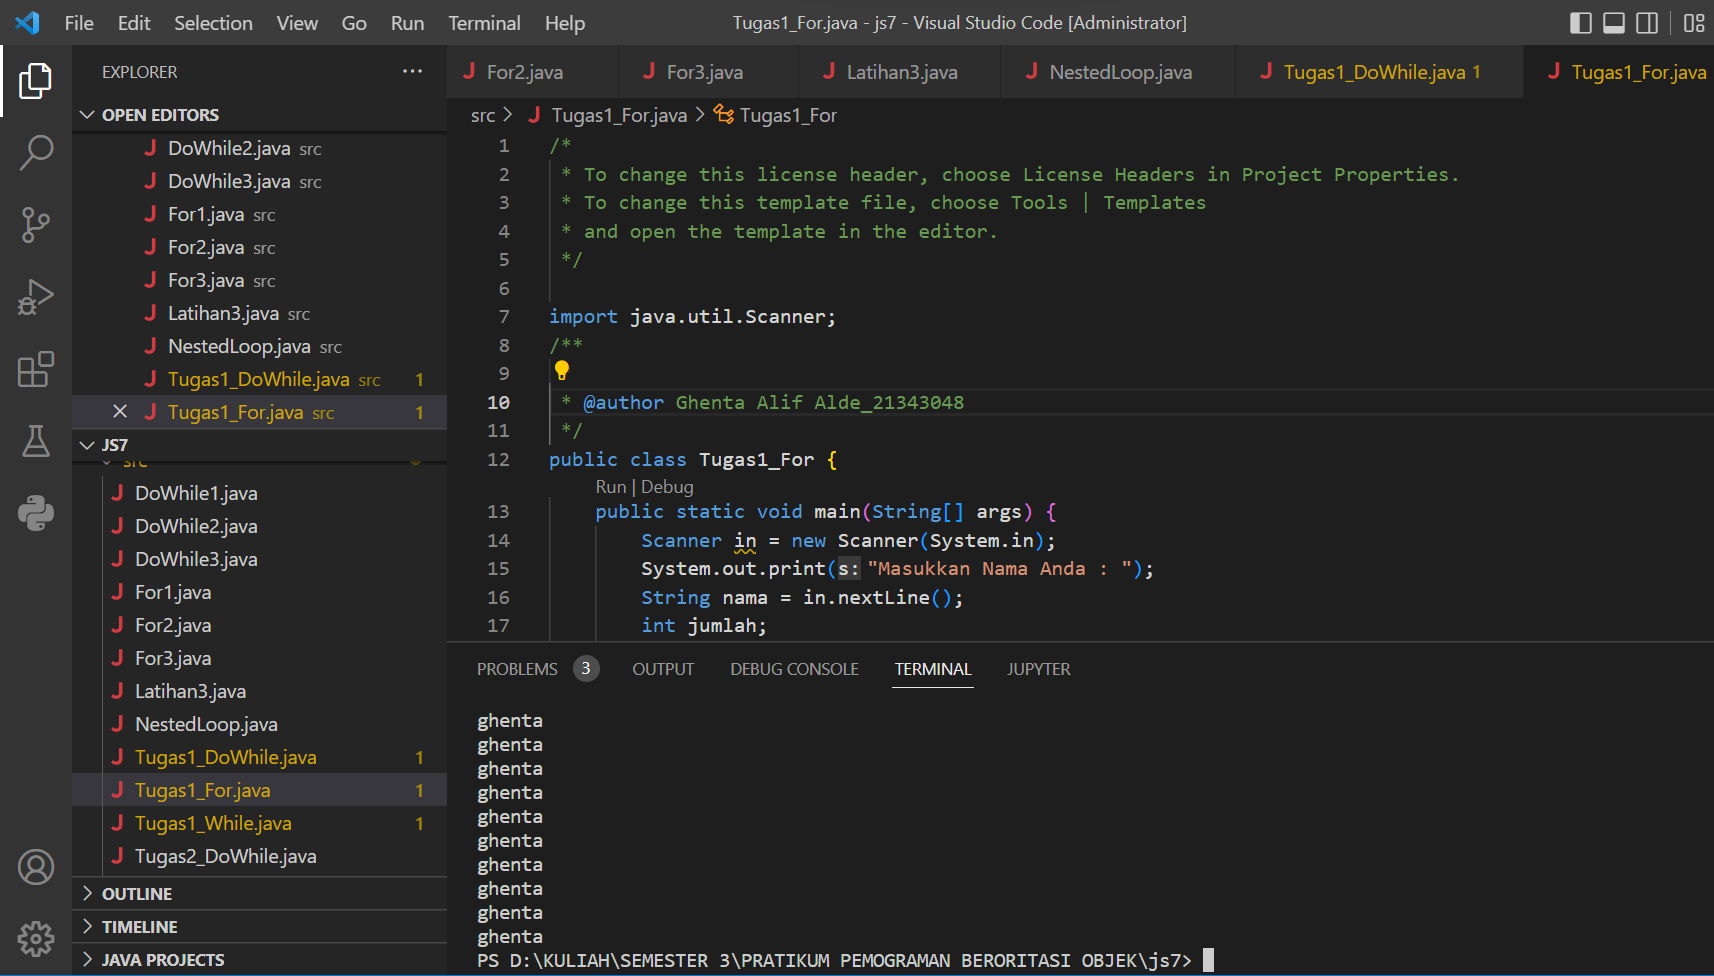 File Edit Selection View Go Run Terminal Help
Tugas1_For.java - js7 - Visual Studio Code [Administrator]
EXPLORER
OPEN EDITORS
DoWhile2.java src
DoWhile3.java src
For1.java src
For2.java src
For3.java src
Latihan3.java src
NestedLoop.java src
Tugas1_DoWhile.java src 1
Tugas1_For.java src 1
JS7
src
DoWhile1.java
DoWhile2.java
DoWhile3.java
For1.java
For2.java
For3.java
Latihan3.java
NestedLoop.java
Tugas1_DoWhile.java 1
Tugas1_For.java 1
Tugas1_While.java 1
Tugas2_DoWhile.java
OUTLINE
TIMELINE
JAVA PROJECTS
For2.java For3.java Latihan3.java NestedLoop.java Tugas1_DoWhile.java 1 Tugas1_For.java
src > Tugas1_For.java > Tugas1_For
1 /*
2 * To change this license header, choose License Headers in Project Properties.
3 * To change this template file, choose Tools | Templates
4 * and open the template in the editor.
5 */
6
7 import java.util.Scanner;
8 /**
9
10 * @author Ghenta Alif Alde_21343048
11 */
12 public class Tugas1_For {
Run | Debug
13 public static void main(String[] args) {
14 Scanner in = new Scanner(System.in);
15 System.out.print(s:"Masukkan Nama Anda : ");
16 String nama = in.nextLine();
17 int jumlah;
PROBLEMS 3 OUTPUT DEBUG CONSOLE TERMINAL JUPYTER
ghenta
ghenta
ghenta
ghenta
ghenta
ghenta
ghenta
ghenta
ghenta
ghenta
PS D:\KULIAH\SEMESTER 3\PRATIKUM PEMOGRAMAN BERORITASI OBJEK\js7>